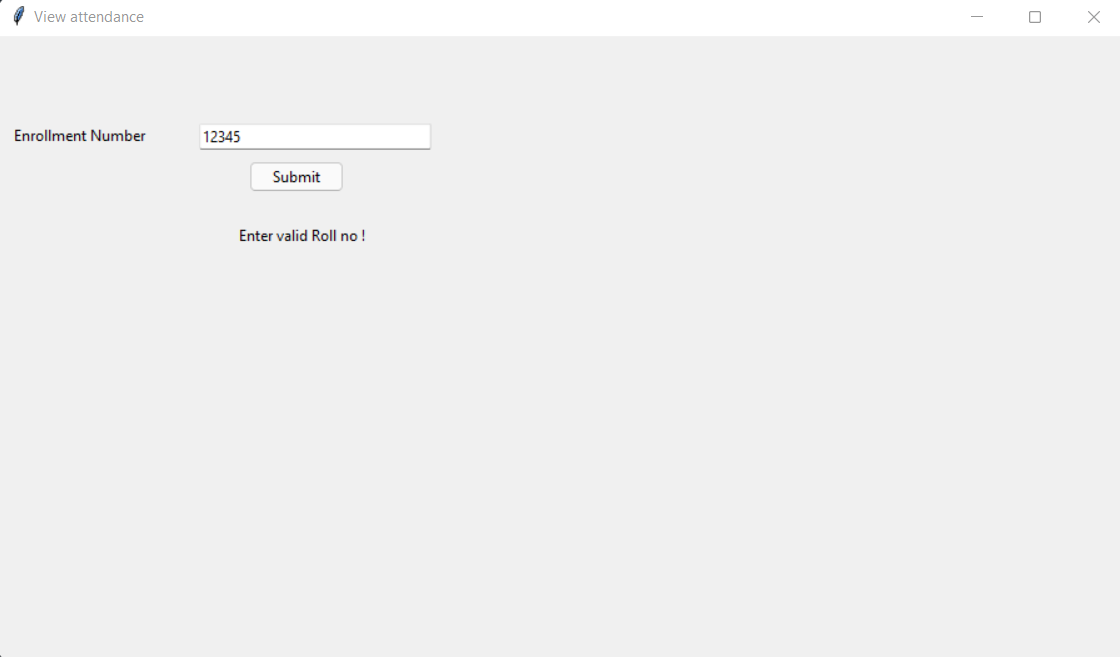 View attendance
Enrollment Number 12345
Submit
Enter valid Roll no !